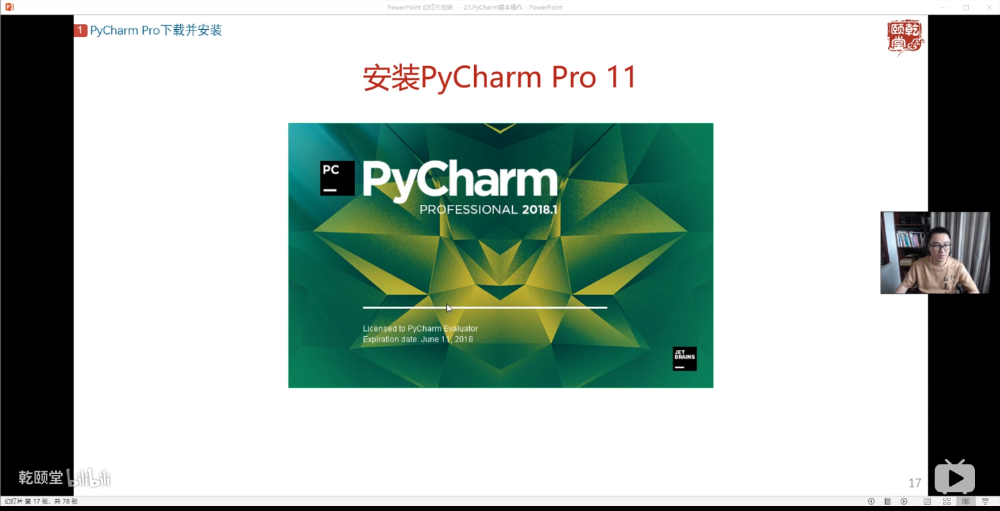 PowerPoint 幻灯片放映 - 21.PyCharm基本操作 - PowerPoint
1 PyCharm Pro下载并安装
乾颐堂
安装PyCharm Pro 11
PC
PyCharm
PROFESSIONAL 2018.1
Licensed to PyCharm Evaluator
Expiration date: June 11, 2018
JET
BRAINS
乾颐堂 bilibili
17
幻灯片 第 17 张，共 78 张